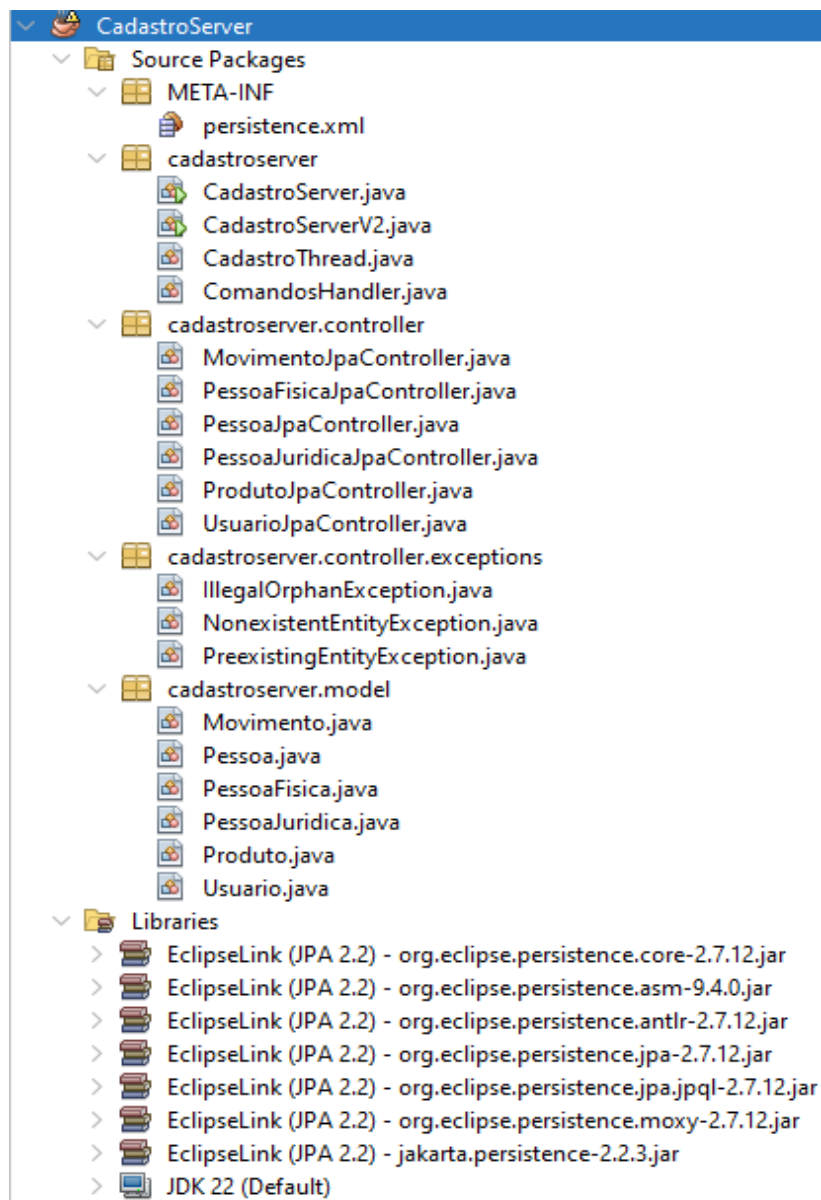 CadastroServer
Source Packages
META-INF
persistence.xml
cadastroserver
CadastroServer.java
CadastroServerV2.java
CadastroThread.java
ComandosHandler.java
cadastroserver.controller
MovimentoJpaController.java
PessoaFisicaJpaController.java
PessoaJpaController.java
PessoaJuridicaJpaController.java
ProdutoJpaController.java
UsuarioJpaController.java
cadastroserver.controller.exceptions
IllegalOrphanException.java
NonexistentEntityException.java
PreexistingEntityException.java
cadastroserver.model
Movimento.java
Pessoa.java
PessoaFisica.java
PessoaJuridica.java
Produto.java
Usuario.java
Libraries
EclipseLink (JPA 2.2) - org.eclipse.persistence.core-2.7.12.jar
EclipseLink (JPA 2.2) - org.eclipse.persistence.asm-9.4.0.jar
EclipseLink (JPA 2.2) - org.eclipse.persistence.antlr-2.7.12.jar
EclipseLink (JPA 2.2) - org.eclipse.persistence.jpa-2.7.12.jar
EclipseLink (JPA 2.2) - org.eclipse.persistence.jpa.jpql-2.7.12.jar
EclipseLink (JPA 2.2) - org.eclipse.persistence.moxy-2.7.12.jar
EclipseLink (JPA 2.2) - jakarta.persistence-2.2.3.jar
JDK 22 (Default)